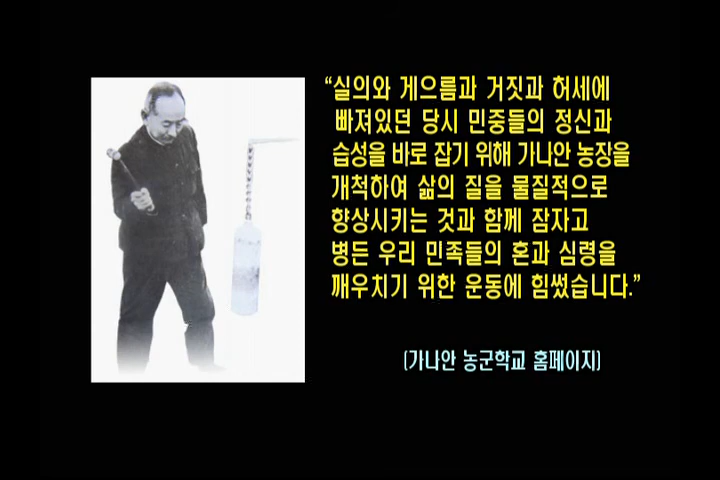 “실의와 게으름과 거짓과 허세에
빠져있던 당시 민중들의 정신과
습성을 바로 잡기 위해 가나안 농장을
개척하여 삶의 질을 물질적으로
향상시키는 것과 함께 잠자고
병든 우리 민족들의 혼과 심령을
깨우치기 위한 운동에 힘썼습니다.”
(가나안 농군학교 홈페이지)